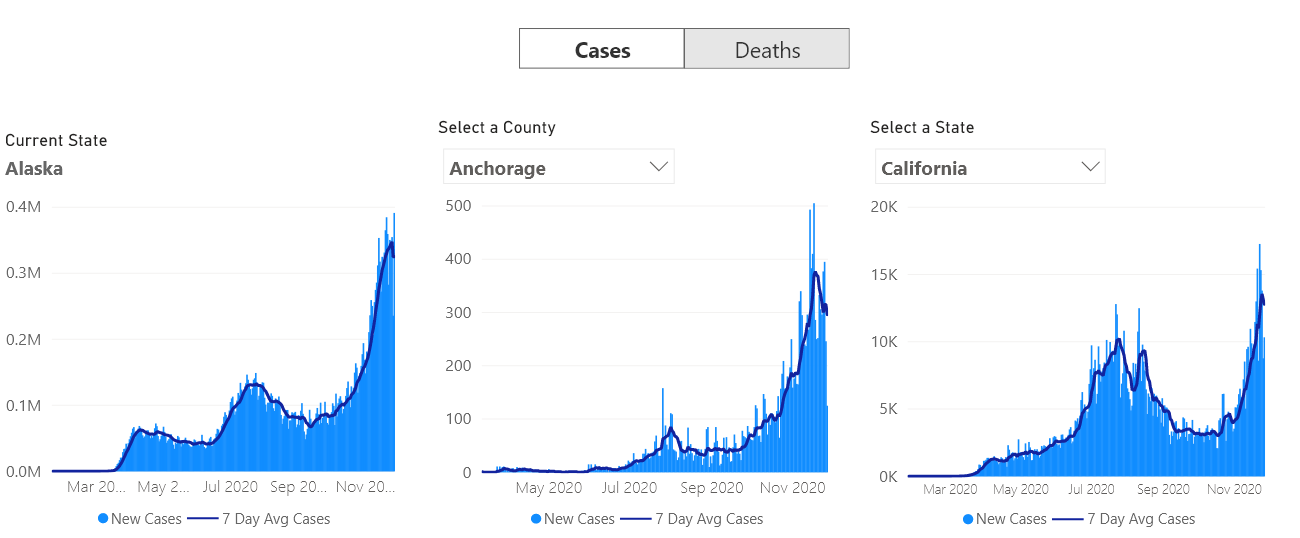 Cases
Deaths
Current State
Alaska
0.4M
0.3M
0.2M
0.1M
0.0M
Mar 20... May 2... Jul 2020 Sep 20... Nov 20...
New Cases 7 Day Avg Cases
Select a County
Anchorage
500
400
300
200
100
0
May 2020 Jul 2020 Sep 2020 Nov 2020
New Cases 7 Day Avg Cases
Select a State
California
20K
15K
10K
5K
0K
Mar 2020 May 2020 Jul 2020 Sep 2020 Nov 2020
New Cases 7 Day Avg Cases